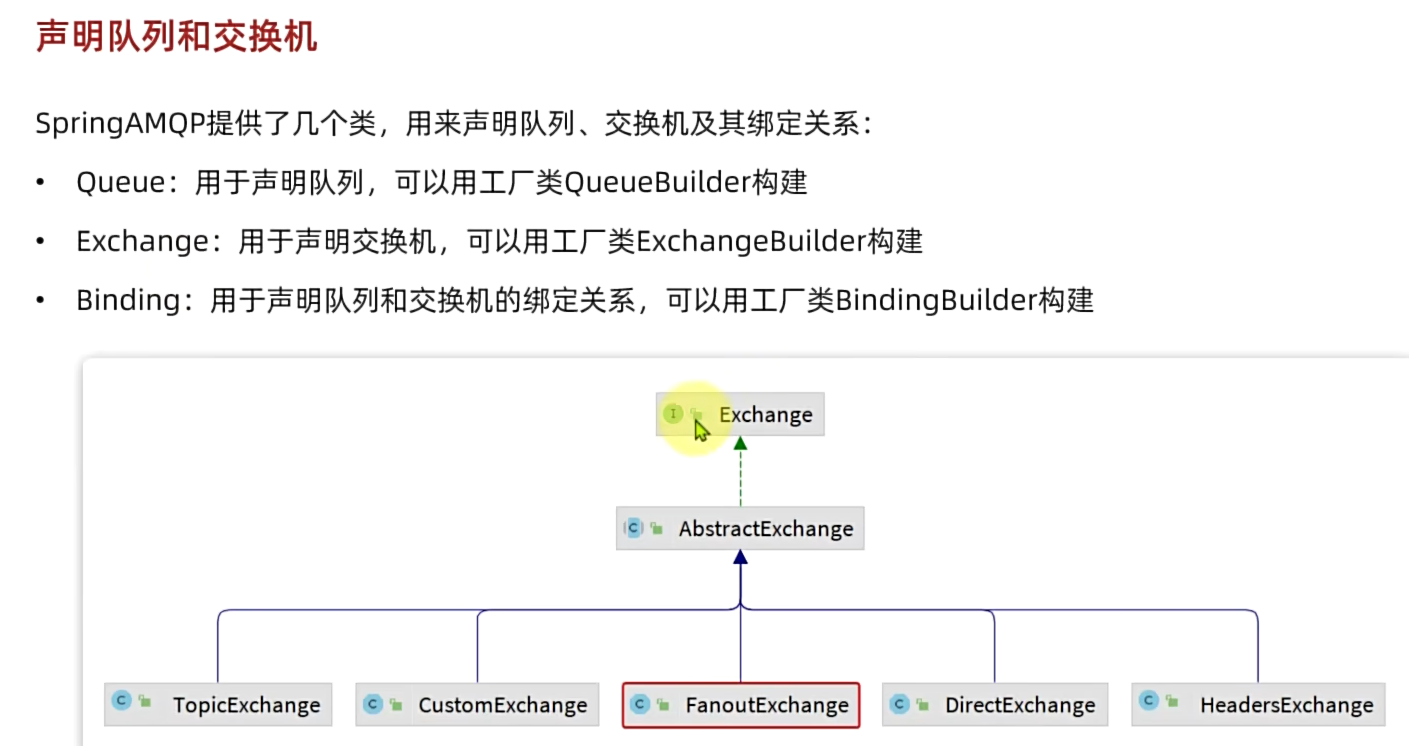 声明队列和交换机
SpringAMQP提供了几个类，用来声明队列、交换机及其绑定关系：
• Queue：用于声明队列，可以用工厂类QueueBuilder构建
• Exchange：用于声明交换机，可以用工厂类ExchangeBuilder构建
• Binding：用于声明队列和交换机的绑定关系，可以用工厂类BindingBuilder构建
I Exchange
C AbstractExchange
C TopicExchange C CustomExchange C FanoutExchange C DirectExchange C HeadersExchange